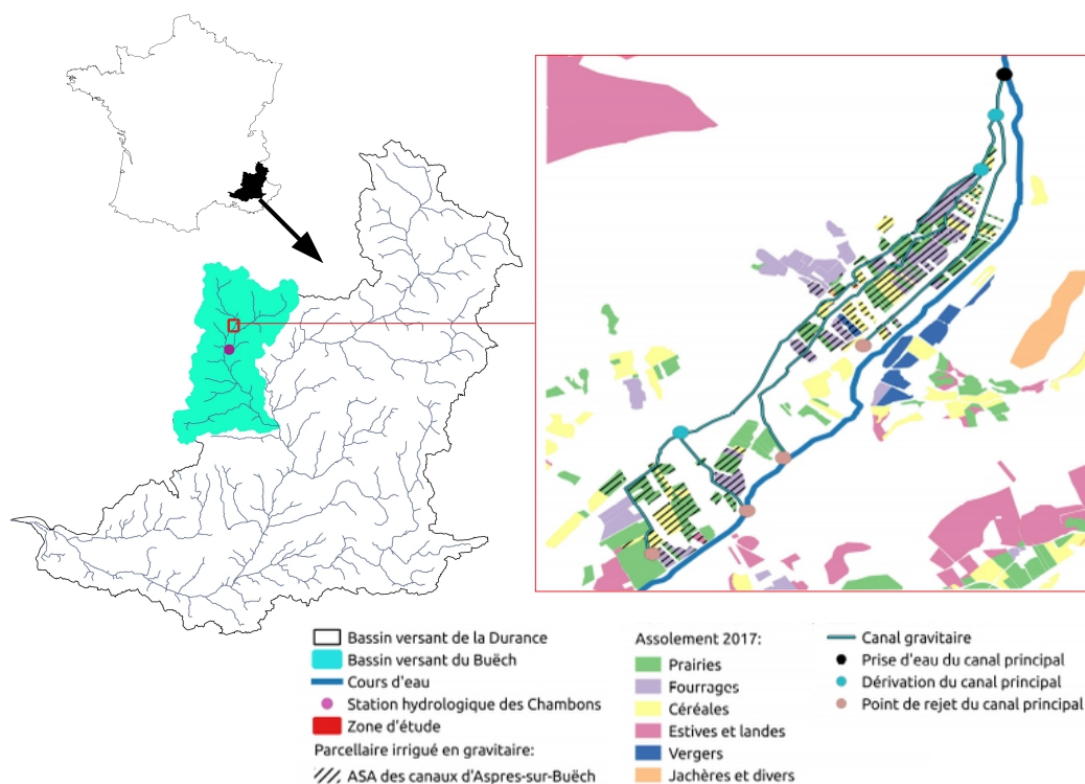 Bassin versant de la Durance
Bassin versant du Buëch
Cours d'eau
Station hydrologique des Chambons
Zone d'étude
Parcellaire irrigué en gravitaire:
ASA des canaux d'Aspres-sur-Buëch
Assolement 2017:
Prairies
Fourrages
Céréales
Estives et landes
Vergers
Jachères et divers
Canal gravitaire
Prise d'eau du canal principal
Dérivation du canal principal
Point de rejet du canal principal